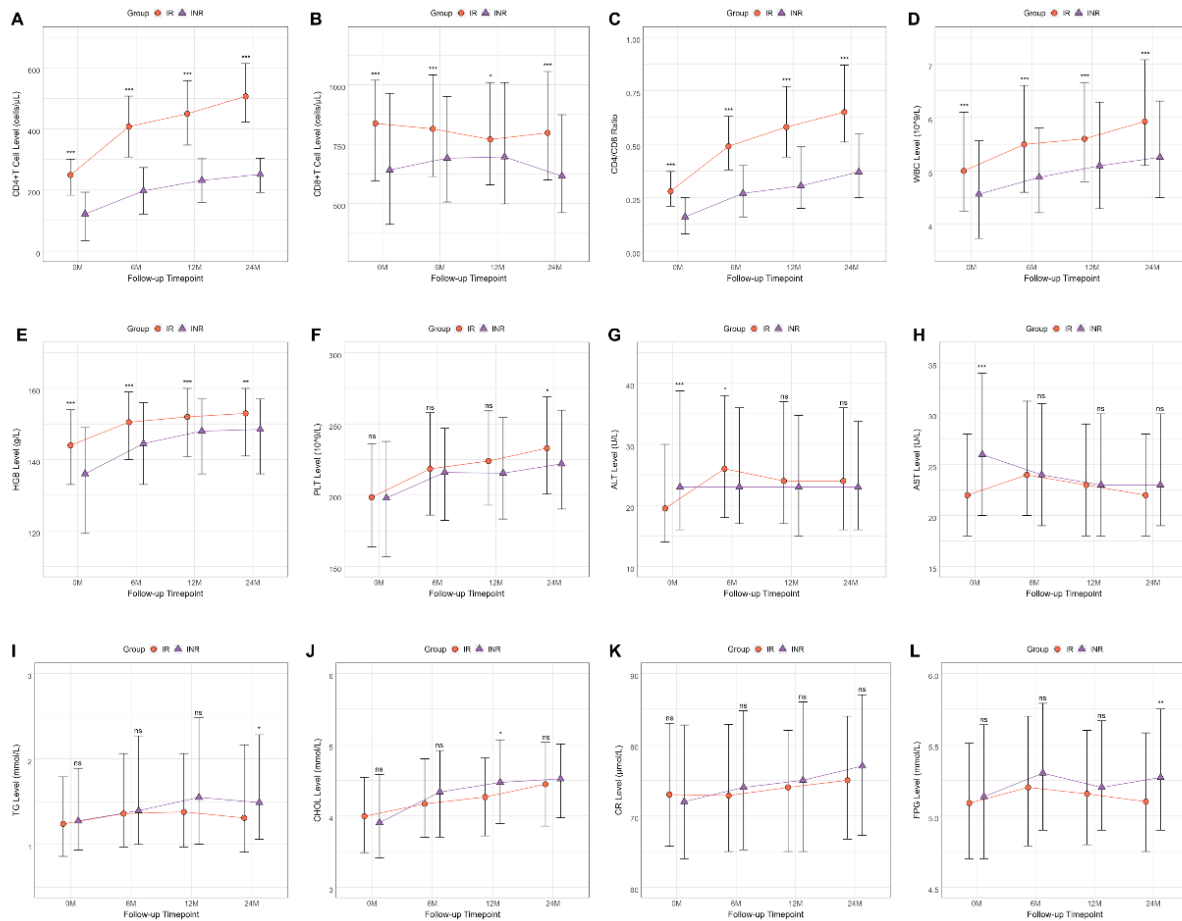 A
Group IR INR
CD4+T Cell Level (cells/μL)
600
400
200
0
***
***
***
***
0M 6M 12M 24M
Follow-up Timepoint
B
Group IR INR
CD8+T Cell Level (cells/μL)
1000
750
500
*** *** * ***
0M 6M 12M 24M
Follow-up Timepoint
C
Group IR INR
CD4/CD8 Ratio
1.00
0.75
0.50
0.25
0.00
***
***
***
***
0M 6M 12M 24M
Follow-up Timepoint
D
Group IR INR
WBC Level (10^9/L)
7
6
5
4
***
***
***
***
0M 6M 12M 24M
Follow-up Timepoint
E
Group IR INR
HGB Level (g/L)
160
140
120
*** *** *** **
0M 6M 12M 24M
Follow-up Timepoint
F
Group IR INR
PLT Level (10^9/L)
300
250
200
150
ns ns ns *
0M 6M 12M 24M
Follow-up Timepoint
G
Group IR INR
ALT Level (U/L)
40
30
20
10
*** * ns ns
0M 6M 12M 24M
Follow-up Timepoint
H
Group IR INR
AST Level (U/L)
35
30
25
20
15
*** ns ns ns
0M 6M 12M 24M
Follow-up Timepoint
I
Group IR INR
TG Level (mmol/L)
3
2
1
ns ns ns *
0M 6M 12M 24M
Follow-up Timepoint
J
Group IR INR
CHOL Level (mmol/L)
6
5
4
3
ns ns * ns
0M 6M 12M 24M
Follow-up Timepoint
K
Group IR INR
CR Level (μmol/L)
90
80
70
60
ns ns ns ns
0M 6M 12M 24M
Follow-up Timepoint
L
Group IR INR
FPG Level (mmol/L)
6.0
5.5
5.0
4.5
ns ns ns **
0M 6M 12M 24M
Follow-up Timepoint